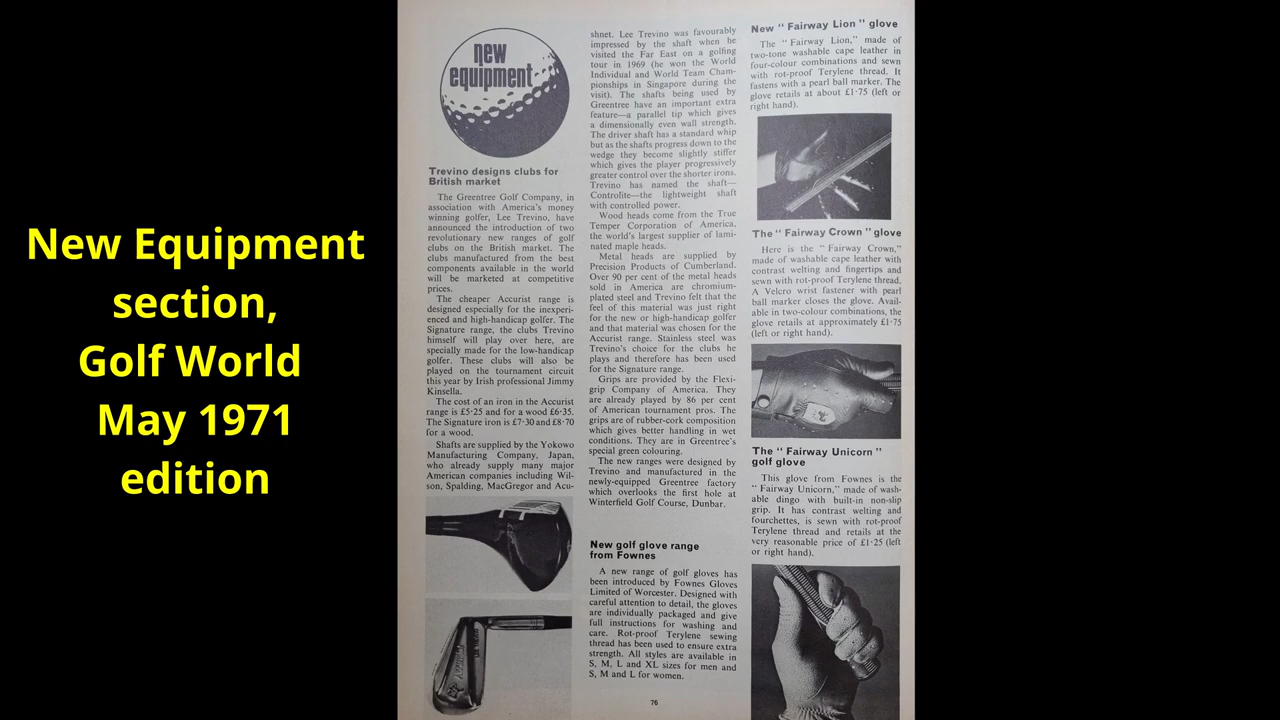 New Equipment
section,
Golf World
May 1971
edition
new
equipment
Trevino designs clubs for
British market
The Greentree Golf Company, in
association with America's money
winning golfer, Lee Trevino, have
announced the introduction of two
revolutionary new ranges of golf
clubs on the British market. The
clubs manufactured from the best
components available in the world
will be marketed at competitive
prices.
The cheaper Accurist range is
designed especially for the inexperi-
enced and high-handicap golfer. The
Signature range, the clubs Trevino
himself will play over here, are
specially made for the low-handicap
golfer. These clubs will also be
played on the tournament circuit
this year by Irish professional Jimmy
Kinsella.
The cost of an iron in the Accurist
range is £5·25 and for a wood £6·35.
The Signature iron is £7·30 and £8·70
for a wood.
Shafts are supplied by the Yokowo
Manufacturing Company, Japan,
who already supply many major
American companies including Wil-
son, Spalding, MacGregor and Acu-
shnet. Lee Trevino was favourably
impressed by the shaft when he
visited the Far East on a golfing
tour in 1969 (he won the World
Individual and World Team Cham-
pionships in Singapore during the
visit). The shafts being used by
Greentree have an important extra
feature—a parallel tip which gives
a dimensionally even wall strength.
The driver shaft has a standard whip
but as the shafts progress down to the
wedge they become slightly stiffer
which gives the player progressively
greater control over the shorter irons.
Trevino has named the shaft—
Controlite—the lightweight shaft
with controlled power.
Wood heads come from the True
Temper Corporation of America,
the world's largest supplier of lami-
nated maple heads.
Metal heads are supplied by
Precision Products of Cumberland.
Over 90 per cent of the metal heads
sold in America are chromium-
plated steel and Trevino felt that the
feel of this material was just right
for the new or high-handicap golfer
and that material was chosen for the
Accurist range. Stainless steel was
Trevino's choice for the clubs he
plays and therefore has been used
for the Signature range.
Grips are provided by the Flexi-
grip Company of America. They
are already played by 86 per cent
of American tournament pros. The
grips are of rubber-cork composition
which gives better handling in wet
conditions. They are in Greentree's
special green colouring.
The new ranges were designed by
Trevino and manufactured in the
newly-equipped Greentree factory
which overlooks the first hole at
Winterfield Golf Course, Dunbar.
New golf glove range
from Fownes
A new range of golf gloves has
been introduced by Fownes Gloves
Limited of Worcester. Designed with
careful attention to detail, the gloves
are individually packaged and give
full instructions for washing and
care. Rot-proof Terylene sewing
thread has been used to ensure extra
strength. All styles are available in
S, M, L and XL sizes for men and
S, M and L for women.
New "Fairway Lion" glove
The "Fairway Lion," made of
two-tone washable cape leather in
four-colour combinations and sewn
with rot-proof Terylene thread. It
fastens with a pearl ball marker. The
glove retails at about £1·75 (left or
right hand).
The "Fairway Crown" glove
Here is the "Fairway Crown,"
made of washable cape leather with
contrast welting and fingertips and
sewn with rot-proof Terylene thread.
A Velcro wrist fastener with pearl
ball marker closes the glove. Avail-
able in two-colour combinations, the
glove retails at approximately £1·75
(left or right hand).
The "Fairway Unicorn"
golf glove
This glove from Fownes is the
"Fairway Unicorn," made of wash-
able dingo with built-in non-slip
grip. It has contrast welting and
fourchettes, is sewn with rot-proof
Terylene thread and retails at the
very reasonable price of £1·25 (left
or right hand).
76